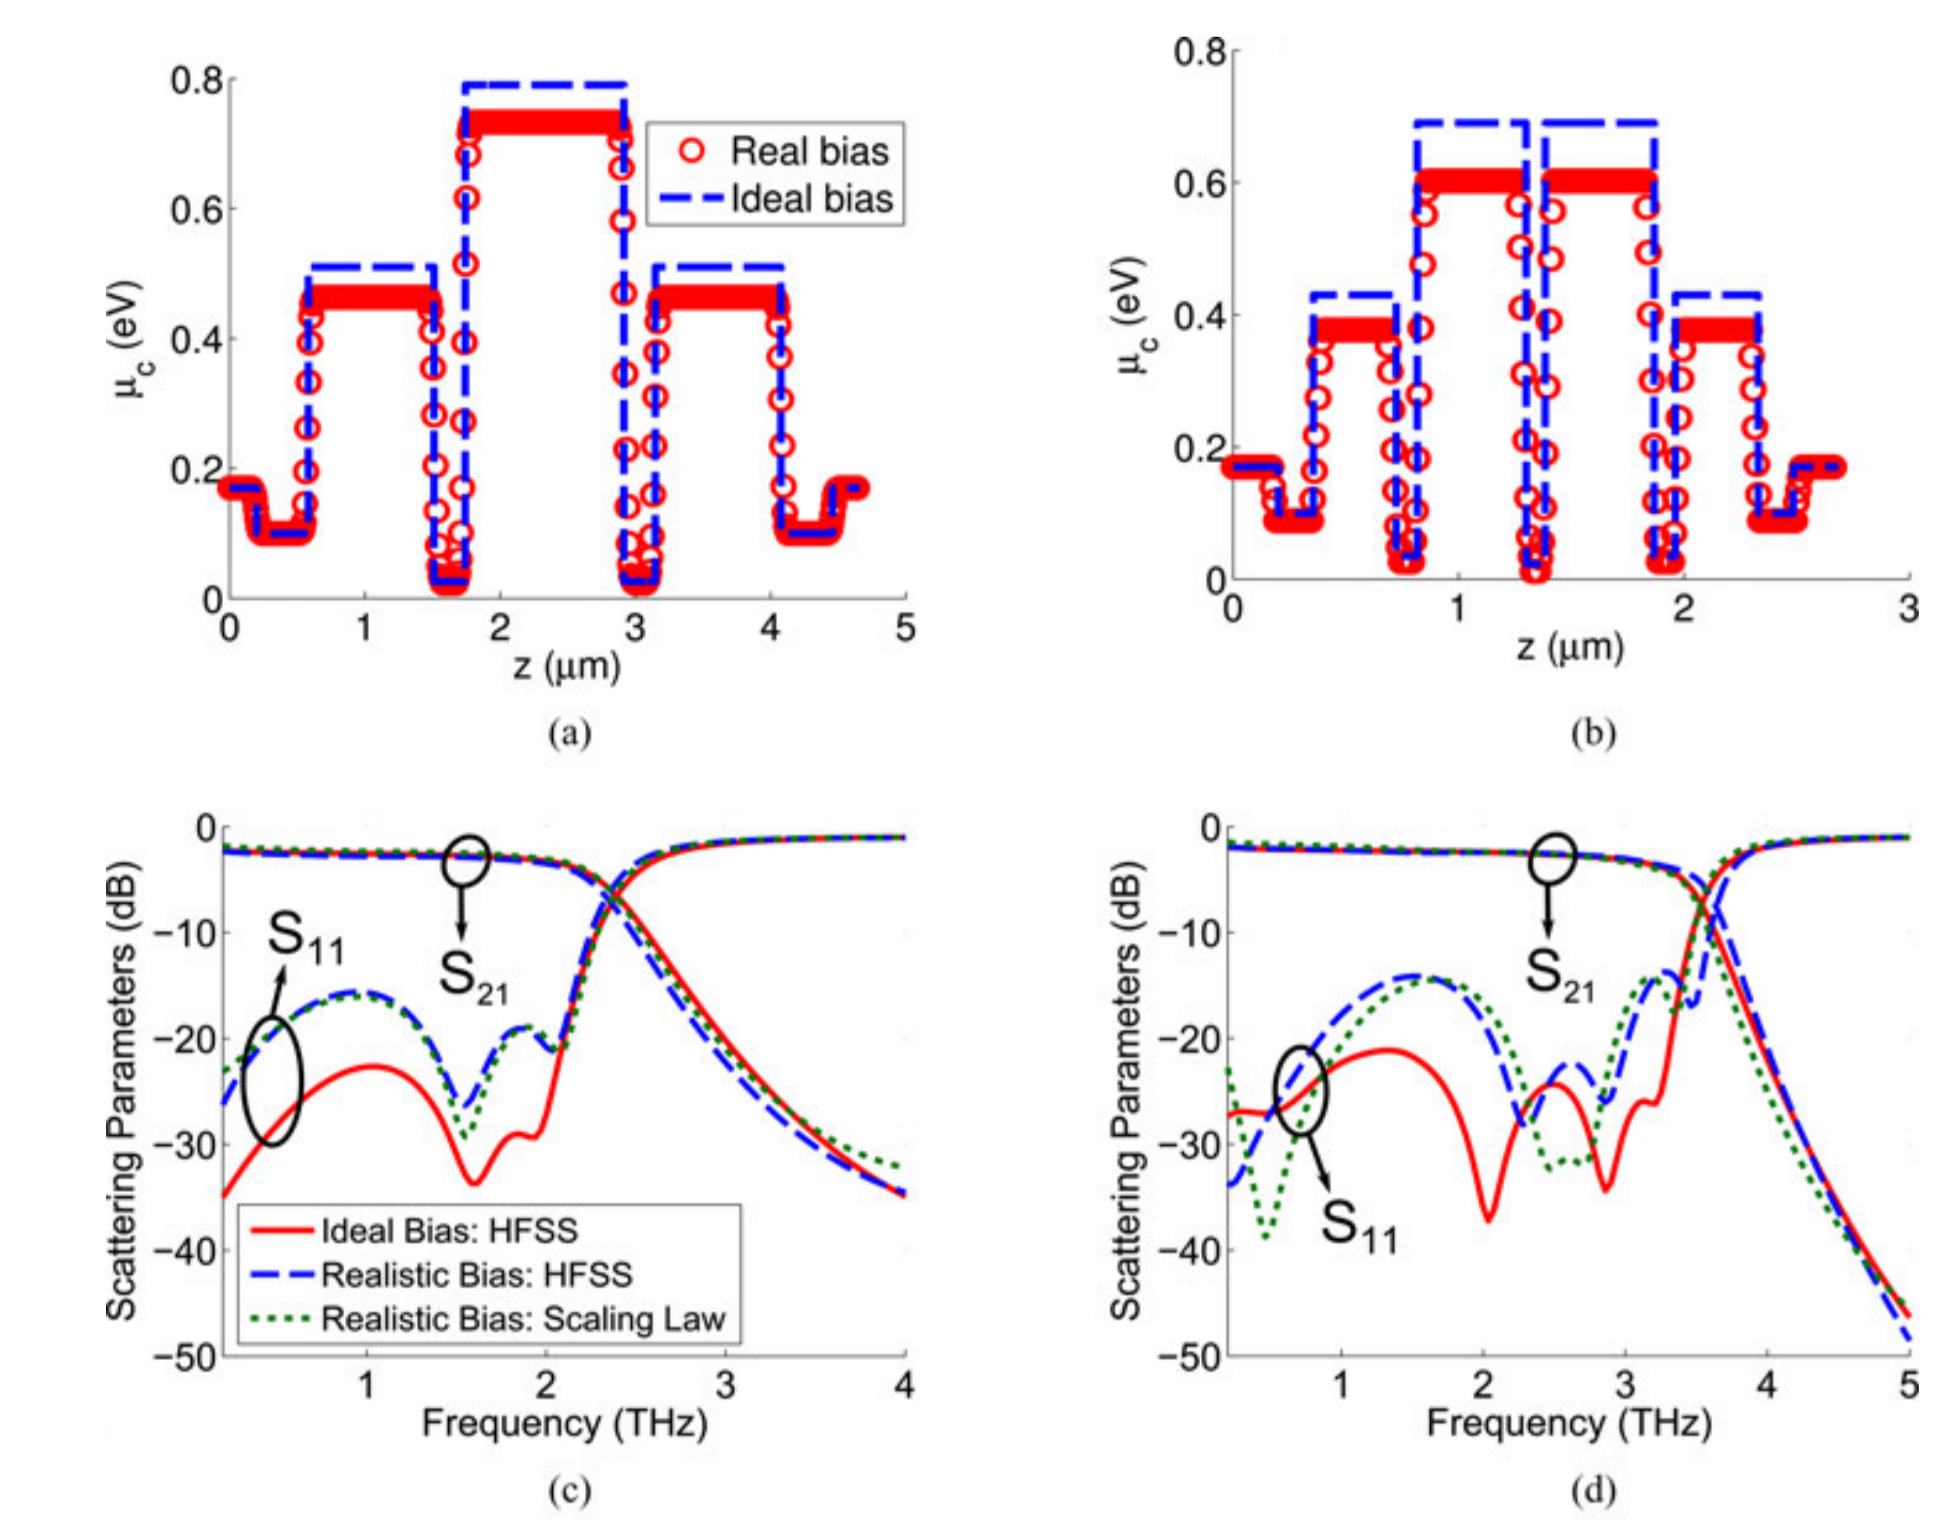 0.8
0.6
0.4
0.2
0
μc (eV)
Real bias
Ideal bias
0 1 2 3 4 5
z (μm)
(a)
0.8
0.6
0.4
0.2
0
μc (eV)
0 1 2 3
z (μm)
(b)
0
−10
−20
−30
−40
−50
Scattering Parameters (dB)
S11
S21
Ideal Bias: HFSS
Realistic Bias: HFSS
Realistic Bias: Scaling Law
1 2 3 4
Frequency (THz)
(c)
0
−10
−20
−30
−40
−50
Scattering Parameters (dB)
S21
S11
1 2 3 4 5
Frequency (THz)
(d)